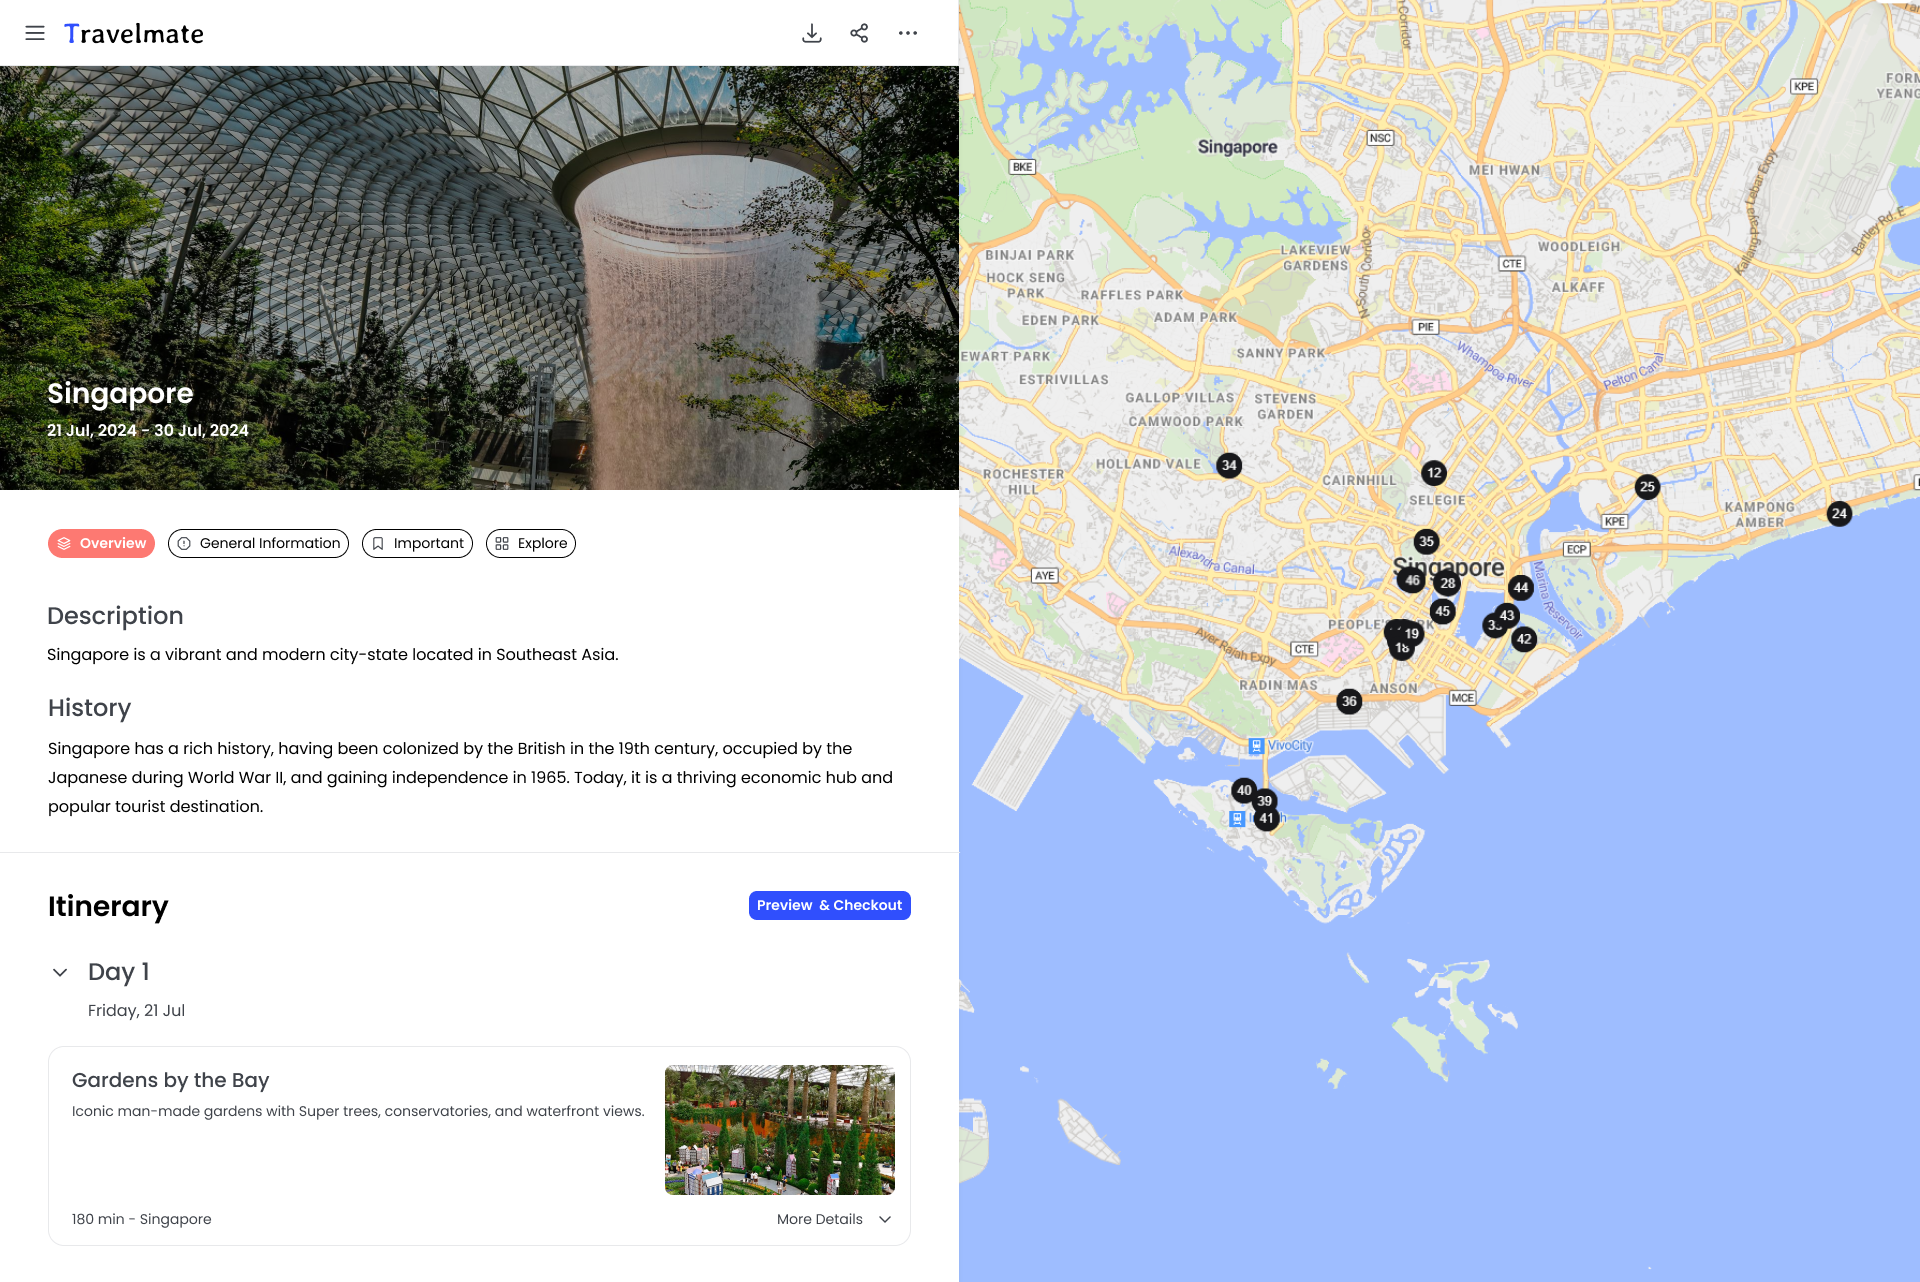 Travelmate
Singapore
21 Jul, 2024 - 30 Jul, 2024
Overview
General Information
Important
Explore
Description
Singapore is a vibrant and modern city-state located in Southeast Asia.
History
Singapore has a rich history, having been colonized by the British in the 19th century, occupied by the
Japanese during World War II, and gaining independence in 1965. Today, it is a thriving economic hub and
popular tourist destination.
Itinerary
Preview & Checkout
Day 1
Friday, 21 Jul
Gardens by the Bay
Iconic man-made gardens with Super trees, conservatories, and waterfront views.
180 min - Singapore
More Details
KPE
NSC
Singapore
BKE
MEI HWAN
Kallang Paya Lebar Expy
Bartley Rd. E
WOODLEIGH
LAKEVIEW
GARDENS
BINJAI PARK
CTE
HOCK SENG
PARK
ALKAFF
RAFFLES PARK
N South Corridor
EDEN PARK
ADAM PARK
PIE
SANNY PARK
EWART PARK
Whampoa River
Pelton Canal
ESTRIVILLAS
GALLOP VILLAS
STEVENS
GARDEN
CAMWOOD PARK
HOLLAND VALE
34
12
ROCHESTER
HILL
CAIRNHILL
25
SELEGIE
KAMPONG
AMBER
24
KPE
35
ECP
Alexandra Canal
Singapore
AYE
46
28
44
Marina Reservoir
45
43
42
19
18
Ayer Rajah Expy
CTE
RADIN MAS
ANSON
MCE
36
VivoCity
40
39
41